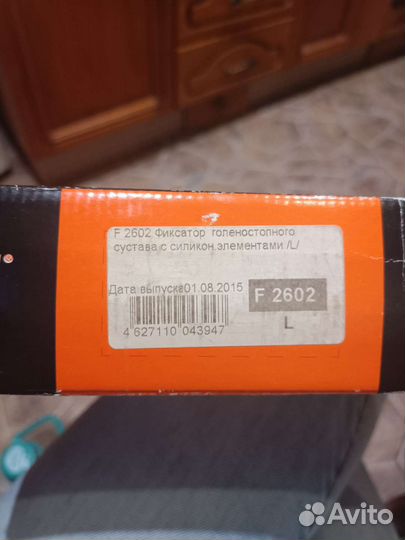 F 2602 Фиксатор голеностопного
сустава с силикон.элементами /L/
Дата выпуска01.08.2015
F 2602
L
4 627110 043947
Avito